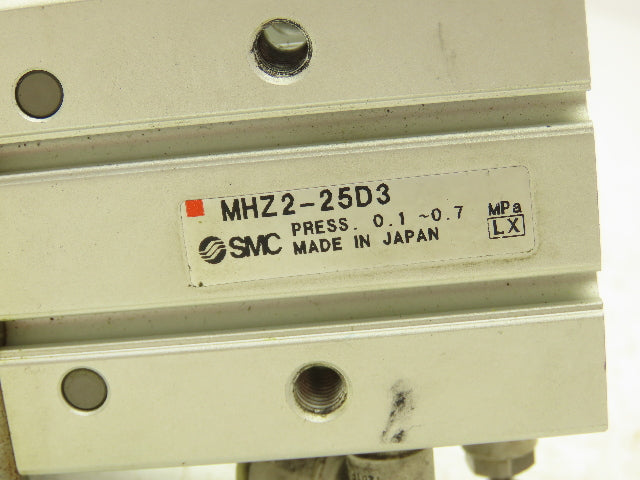 MHZ2-25D3
PRESS. 0.1 ~0.7 MPa
SMC MADE IN JAPAN LX